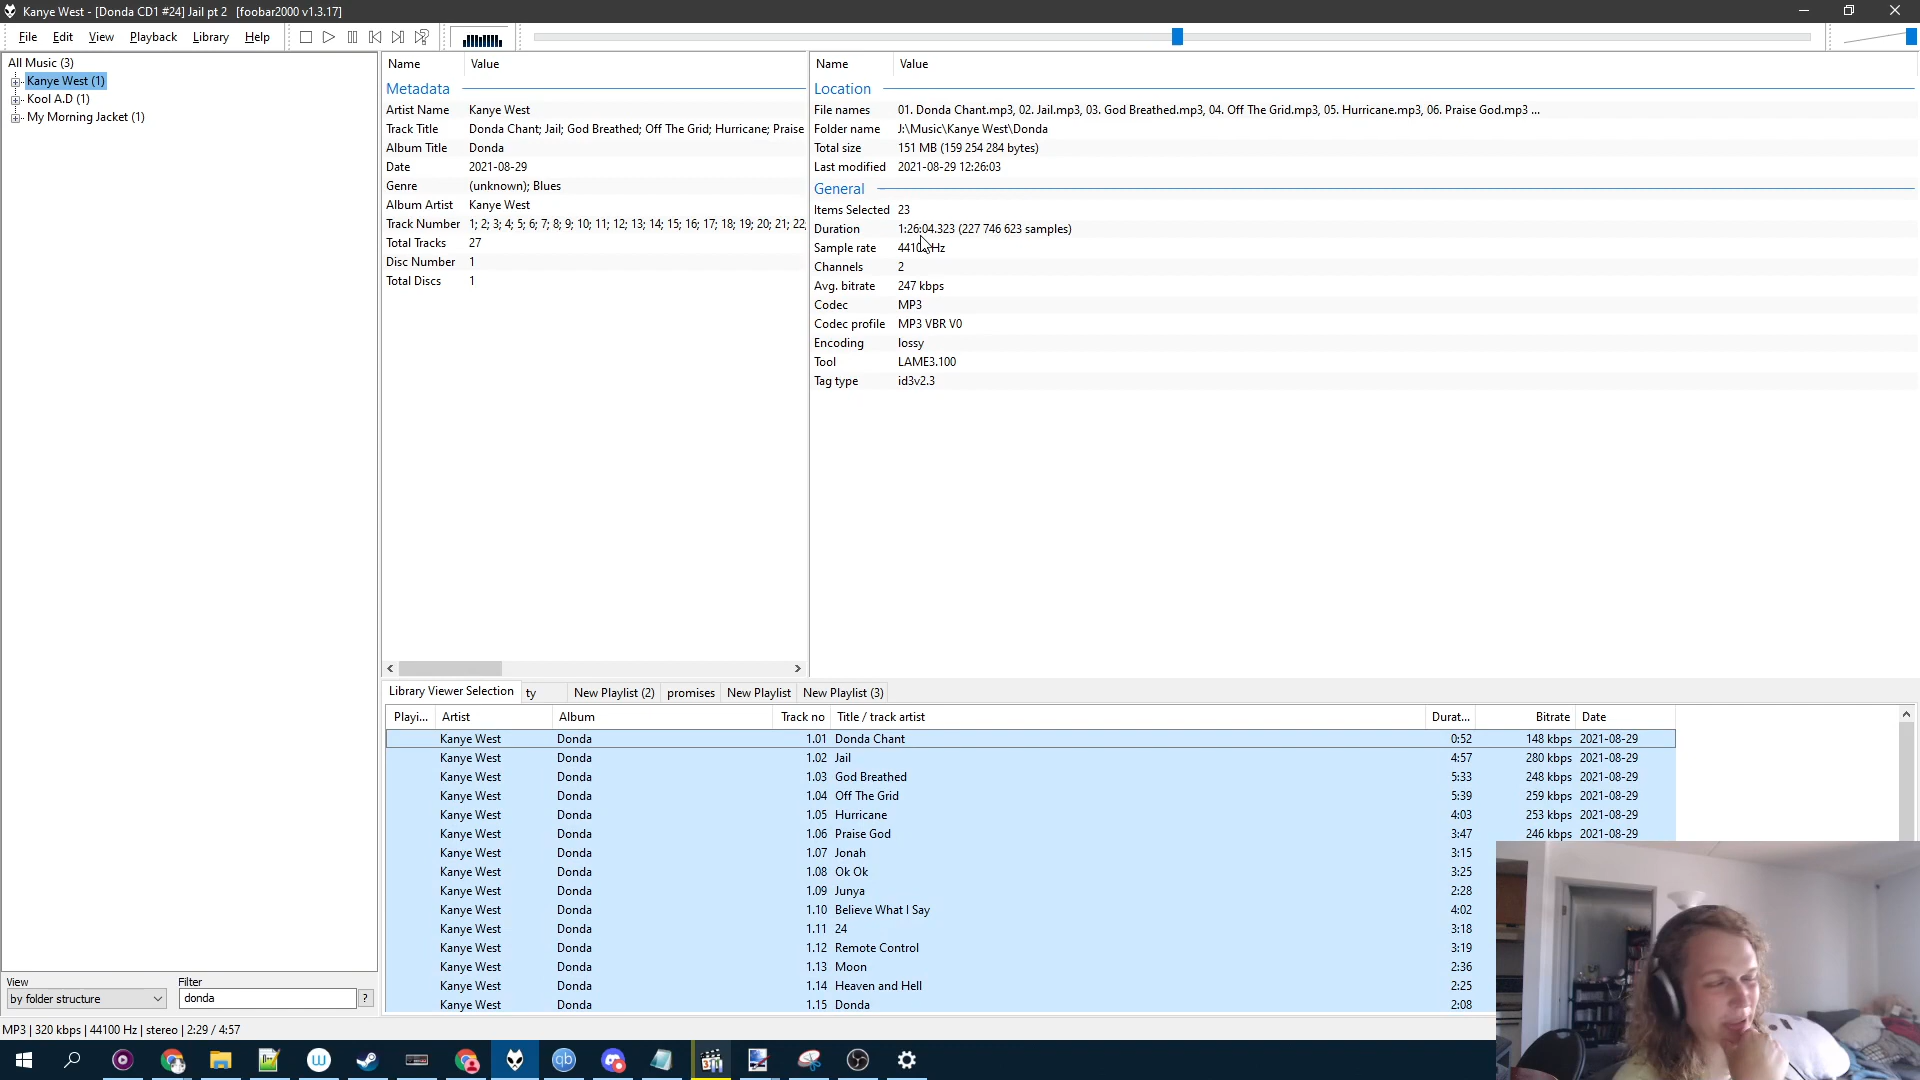 Kanye West - [Donda CD1 #24] Jail pt 2 [foobar2000 v1.3.17]
File Edit View Playback Library Help
All Music (3)
Kanye West (1)
Kool A.D (1)
My Morning Jacket (1)
Name Value
Metadata
Artist Name Kanye West
Track Title Donda Chant; Jail; God Breathed; Off The Grid; Hurricane; Praise
Album Title Donda
Date 2021-08-29
Genre (unknown); Blues
Album Artist Kanye West
Track Number 1; 2; 3; 4; 5; 6; 7; 8; 9; 10; 11; 12; 13; 14; 15; 16; 17; 18; 19; 20; 21; 22;
Total Tracks 27
Disc Number 1
Total Discs 1
Name Value
Location
File names 01. Donda Chant.mp3, 02. Jail.mp3, 03. God Breathed.mp3, 04. Off The Grid.mp3, 05. Hurricane.mp3, 06. Praise God.mp3 ...
Folder name J:\Music\Kanye West\Donda
Total size 151 MB (159 254 284 bytes)
Last modified 2021-08-29 12:26:03
General
Items Selected 23
Duration 1:26:04.323 (227 746 623 samples)
Sample rate Hz
Channels 2
Avg. bitrate 247 kbps
Codec MP3
Codec profile MP3 VBR V0
Encoding lossy
Tool LAME3.100
Tag type id3v2.3
Library Viewer Selection ty New Playlist (2) promises New Playlist New Playlist (3)
Playi... Artist Album Track no Title / track artist Durat... Bitrate Date
Kanye West Donda 1.01 Donda Chant 0:52 148 kbps 2021-08-29
Kanye West Donda 1.02 Jail 4:57 280 kbps 2021-08-29
Kanye West Donda 1.03 God Breathed 5:33 248 kbps 2021-08-29
Kanye West Donda 1.04 Off The Grid 5:39 259 kbps 2021-08-29
Kanye West Donda 1.05 Hurricane 4:03 253 kbps 2021-08-29
Kanye West Donda 1.06 Praise God 3:47 246 kbps 2021-08-29
Kanye West Donda 1.07 Jonah 3:15
Kanye West Donda 1.08 Ok Ok 3:25
Kanye West Donda 1.09 Junya 2:28
Kanye West Donda 1.10 Believe What I Say 4:02
Kanye West Donda 1.11 24 3:18
Kanye West Donda 1.12 Remote Control 3:19
Kanye West Donda 1.13 Moon 2:36
Kanye West Donda 1.14 Heaven and Hell 2:25
Kanye West Donda 1.15 Donda 2:08
View Filter
by folder structure donda ?
MP3 | 320 kbps | 44100 Hz | stereo | 2:29 / 4:57
W qb